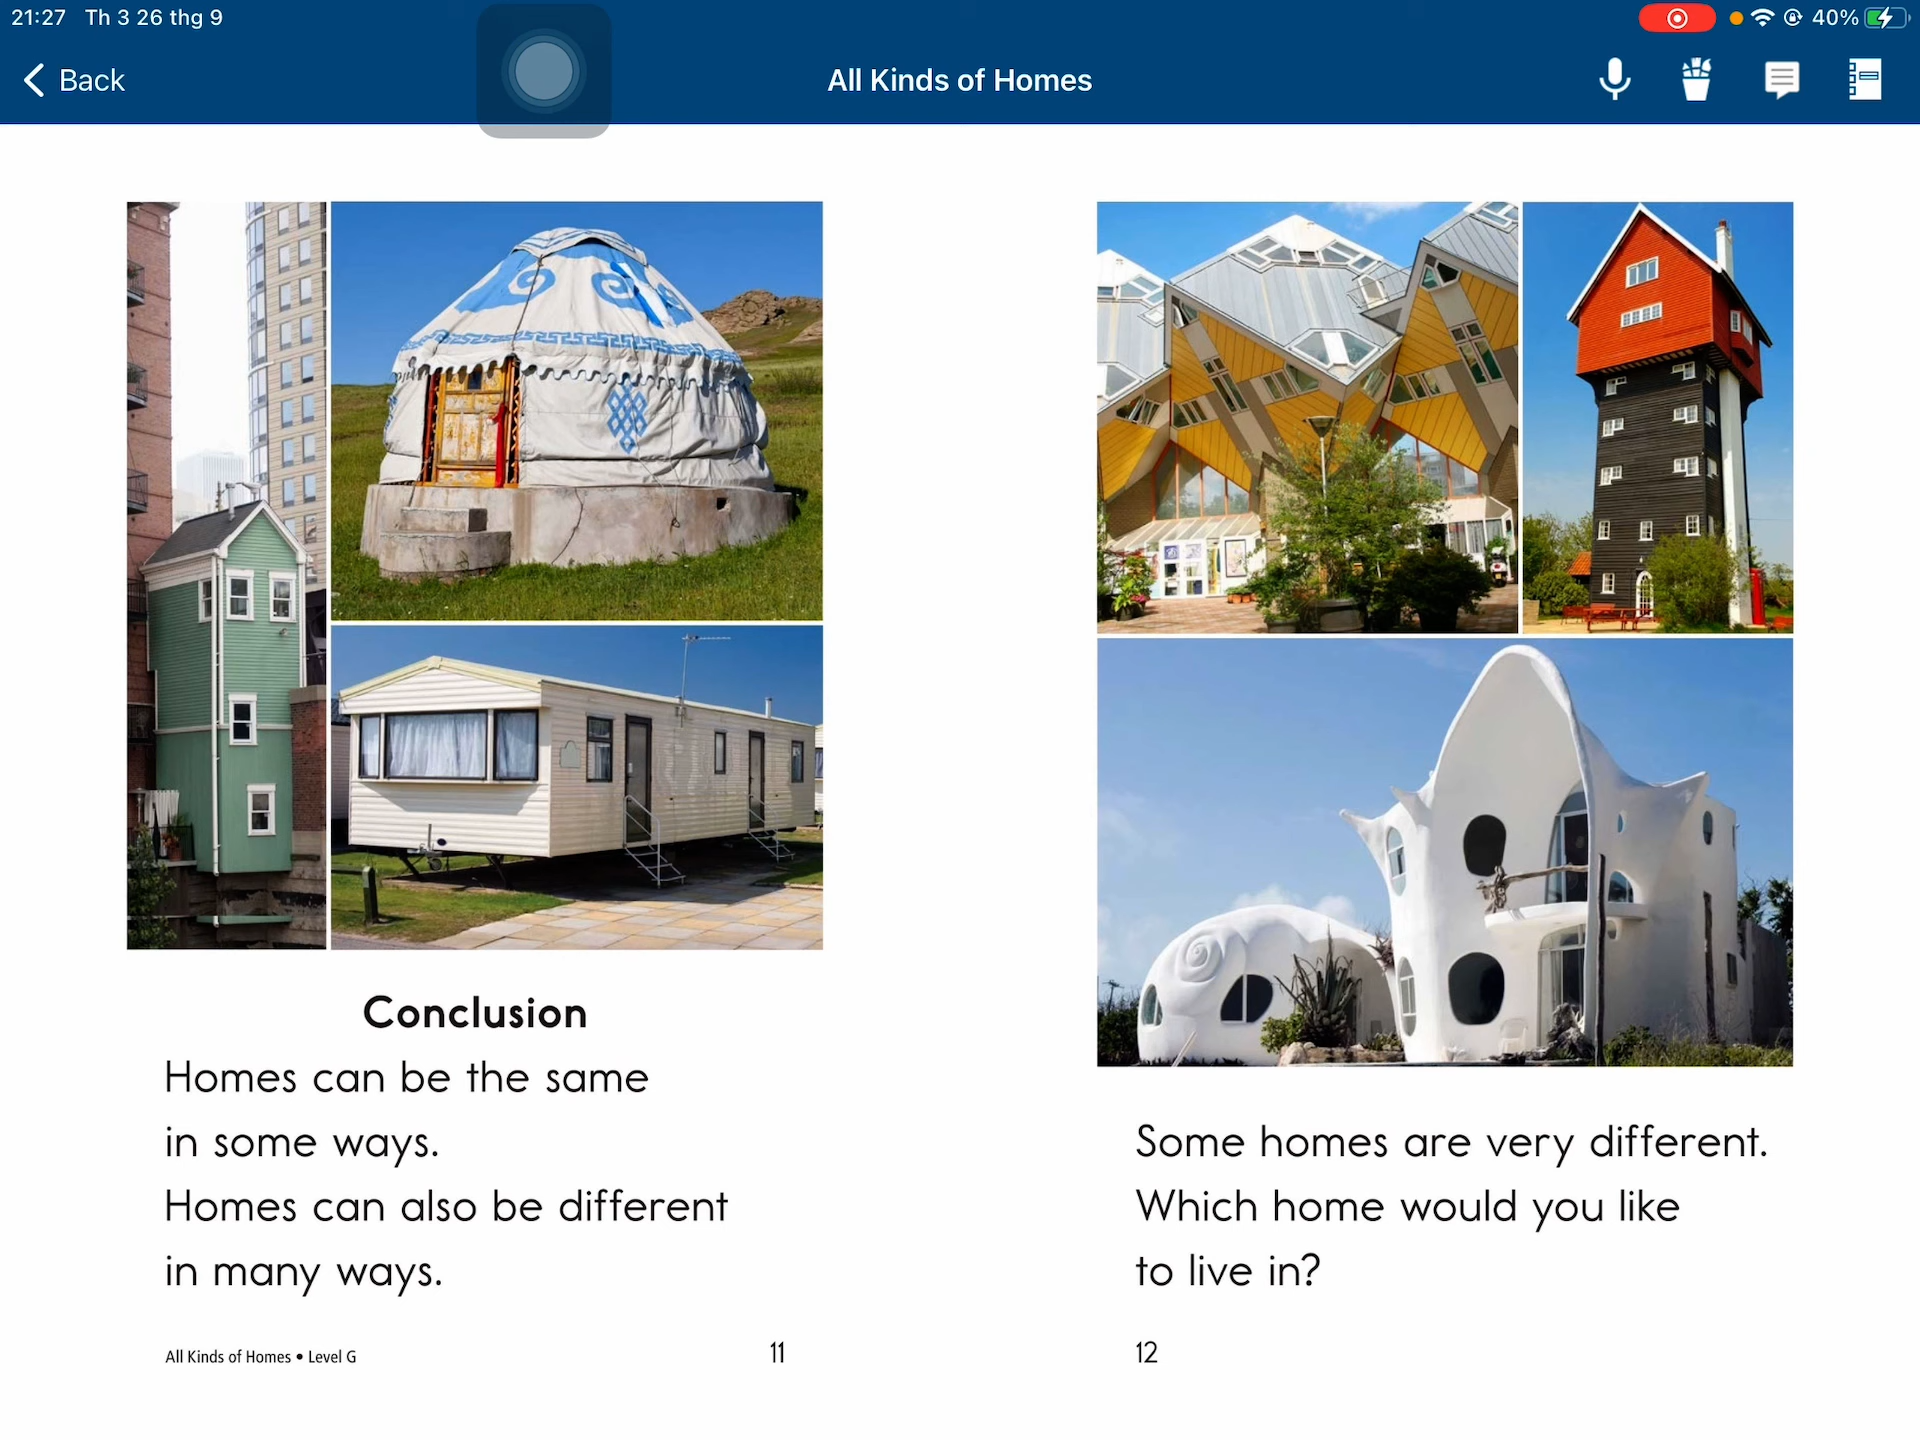 21:27 Th 3 26 thg 9
40%
Back
All Kinds of Homes
Conclusion
Homes can be the same
in some ways.
Homes can also be different
in many ways.
All Kinds of Homes • Level G
11
Some homes are very different.
Which home would you like
to live in?
12